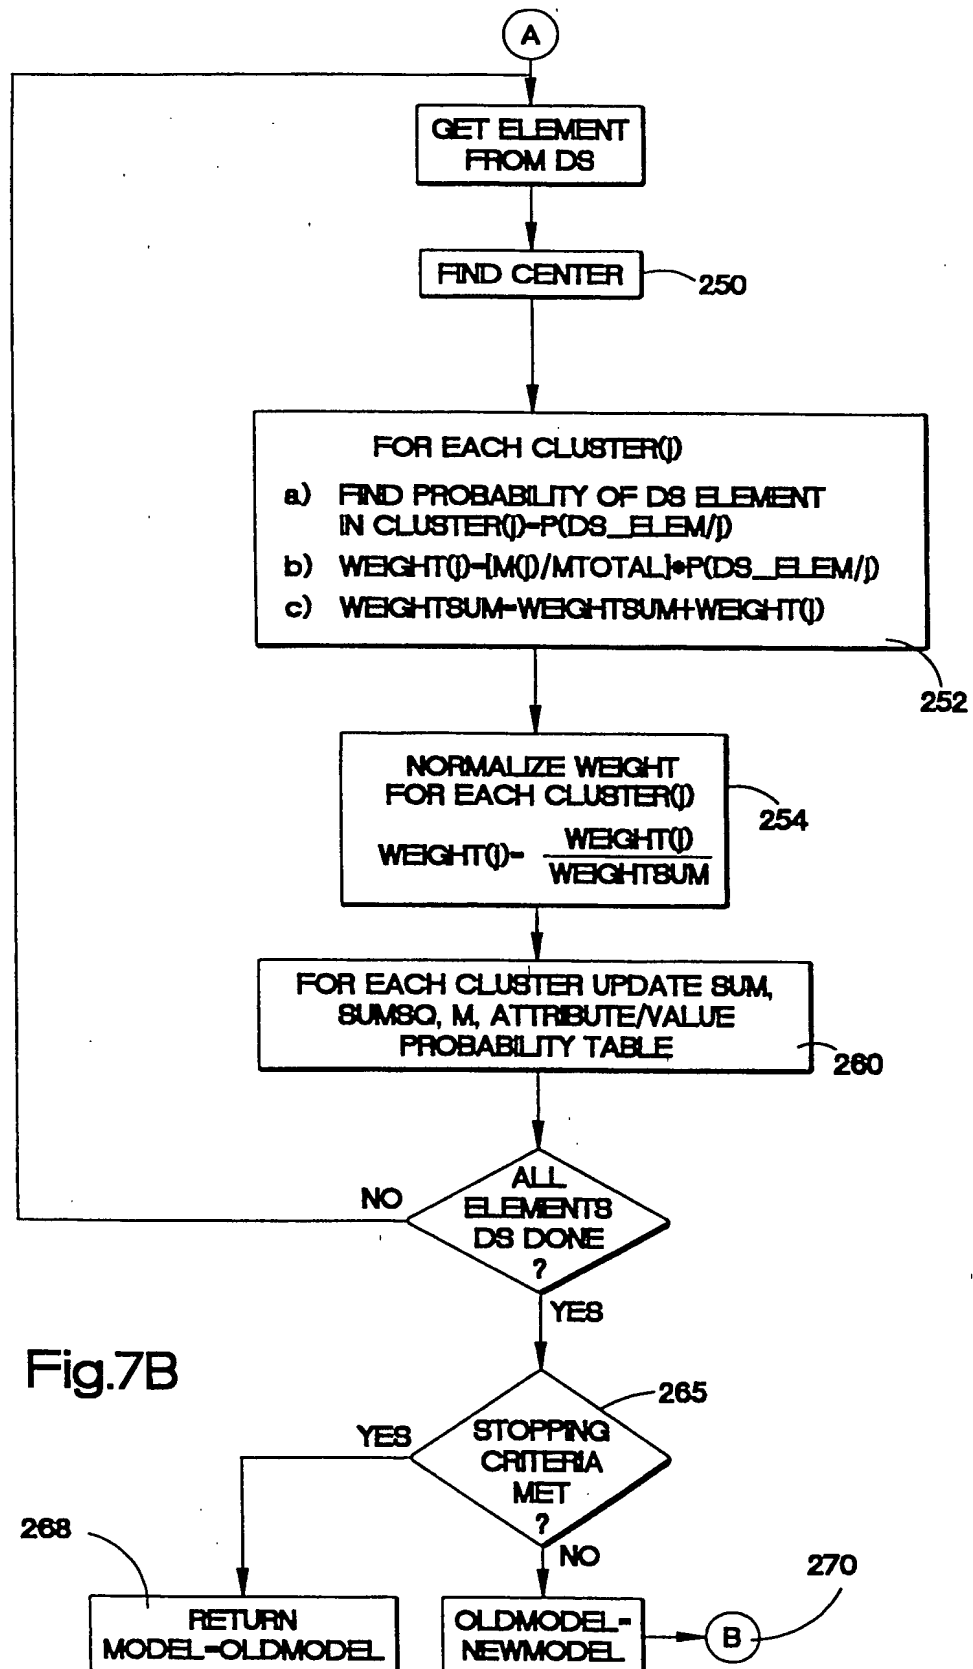 A
GET ELEMENT
FROM DS
FIND CENTER
250
FOR EACH CLUSTER(j)
a) FIND PROBABILITY OF DS ELEMENT
IN CLUSTER(j)=P(DS_ELEM/j)
b) WEIGHT(j)=[M(j)/MTOTAL]*P(DS_ELEM/j)
c) WEIGHTSUM=WEIGHTSUM+WEIGHT(j)
252
NORMALIZE WEIGHT
FOR EACH CLUSTER(j)
WEIGHT(j)= WEIGHT(j)
WEIGHTSUM
254
FOR EACH CLUSTER UPDATE SUM,
SUMSQ, M, ATTRIBUTE/VALUE
PROBABILITY TABLE
260
NO
ALL
ELEMENTS
DS DONE
?
YES
Fig.7B
265
YES
STOPPING
CRITERIA
MET
?
NO
268
270
RETURN
MODEL=OLDMODEL
OLDMODEL=
NEWMODEL
B